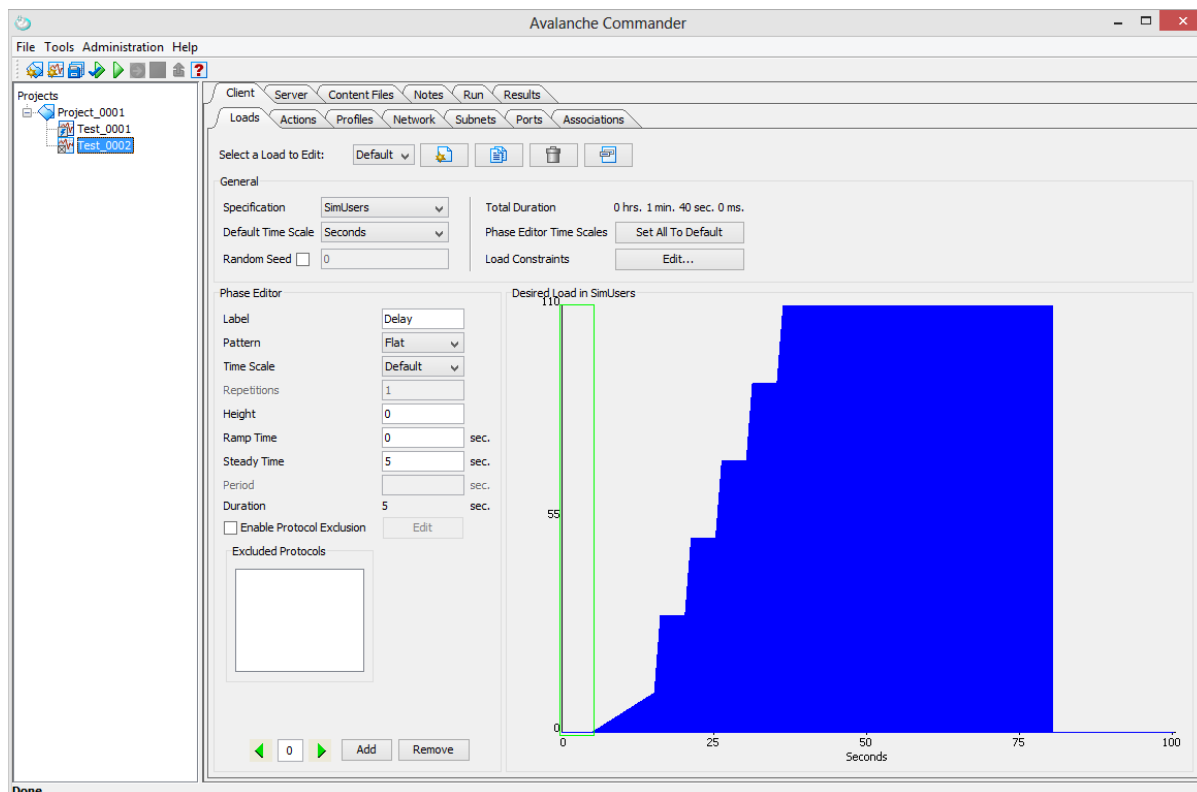 Avalanche Commander
File Tools Administration Help
Projects
Project_0001
Test_0001
Test_0002
Client Server Content Files Notes Run Results
Loads Actions Profiles Network Subnets Ports Associations
Select a Load to Edit: Default
General
Specification SimUsers Total Duration 0 hrs. 1 min. 40 sec. 0 ms.
Default Time Scale Seconds Phase Editor Time Scales Set All To Default
Random Seed 0 Load Constraints Edit...
Phase Editor
Label Delay
Pattern Flat
Time Scale Default
Repetitions 1
Height 0
Ramp Time 0 sec.
Steady Time 5 sec.
Period sec.
Duration 5 sec.
Enable Protocol Exclusion Edit
Excluded Protocols
0 Add Remove
Desired Load in SimUsers
110
55
0
0 25 50 75 100
Seconds
Done